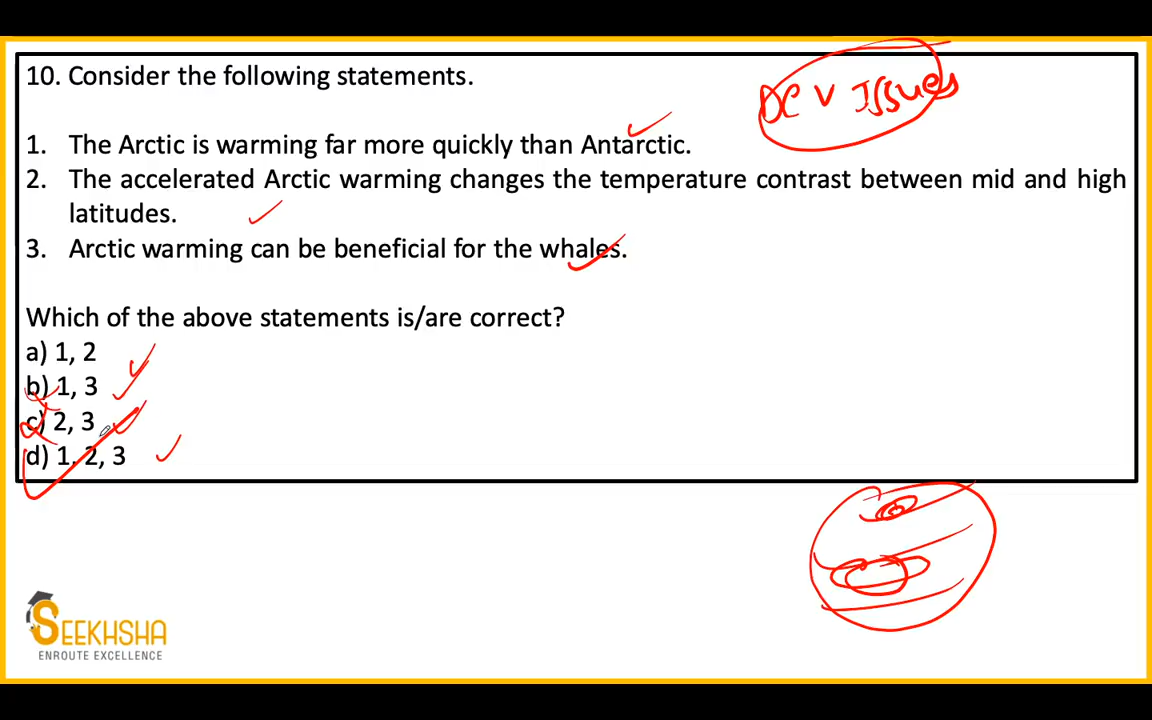 10. Consider the following statements.
DC V Issues
1. The Arctic is warming far more quickly than Antarctic.
2. The accelerated Arctic warming changes the temperature contrast between mid and high
latitudes.
3. Arctic warming can be beneficial for the whales.
Which of the above statements is/are correct?
a) 1, 2
b) 1, 3
c) 2, 3
d) 1, 2, 3
SEEKHSHA
ENROUTE EXCELLENCE